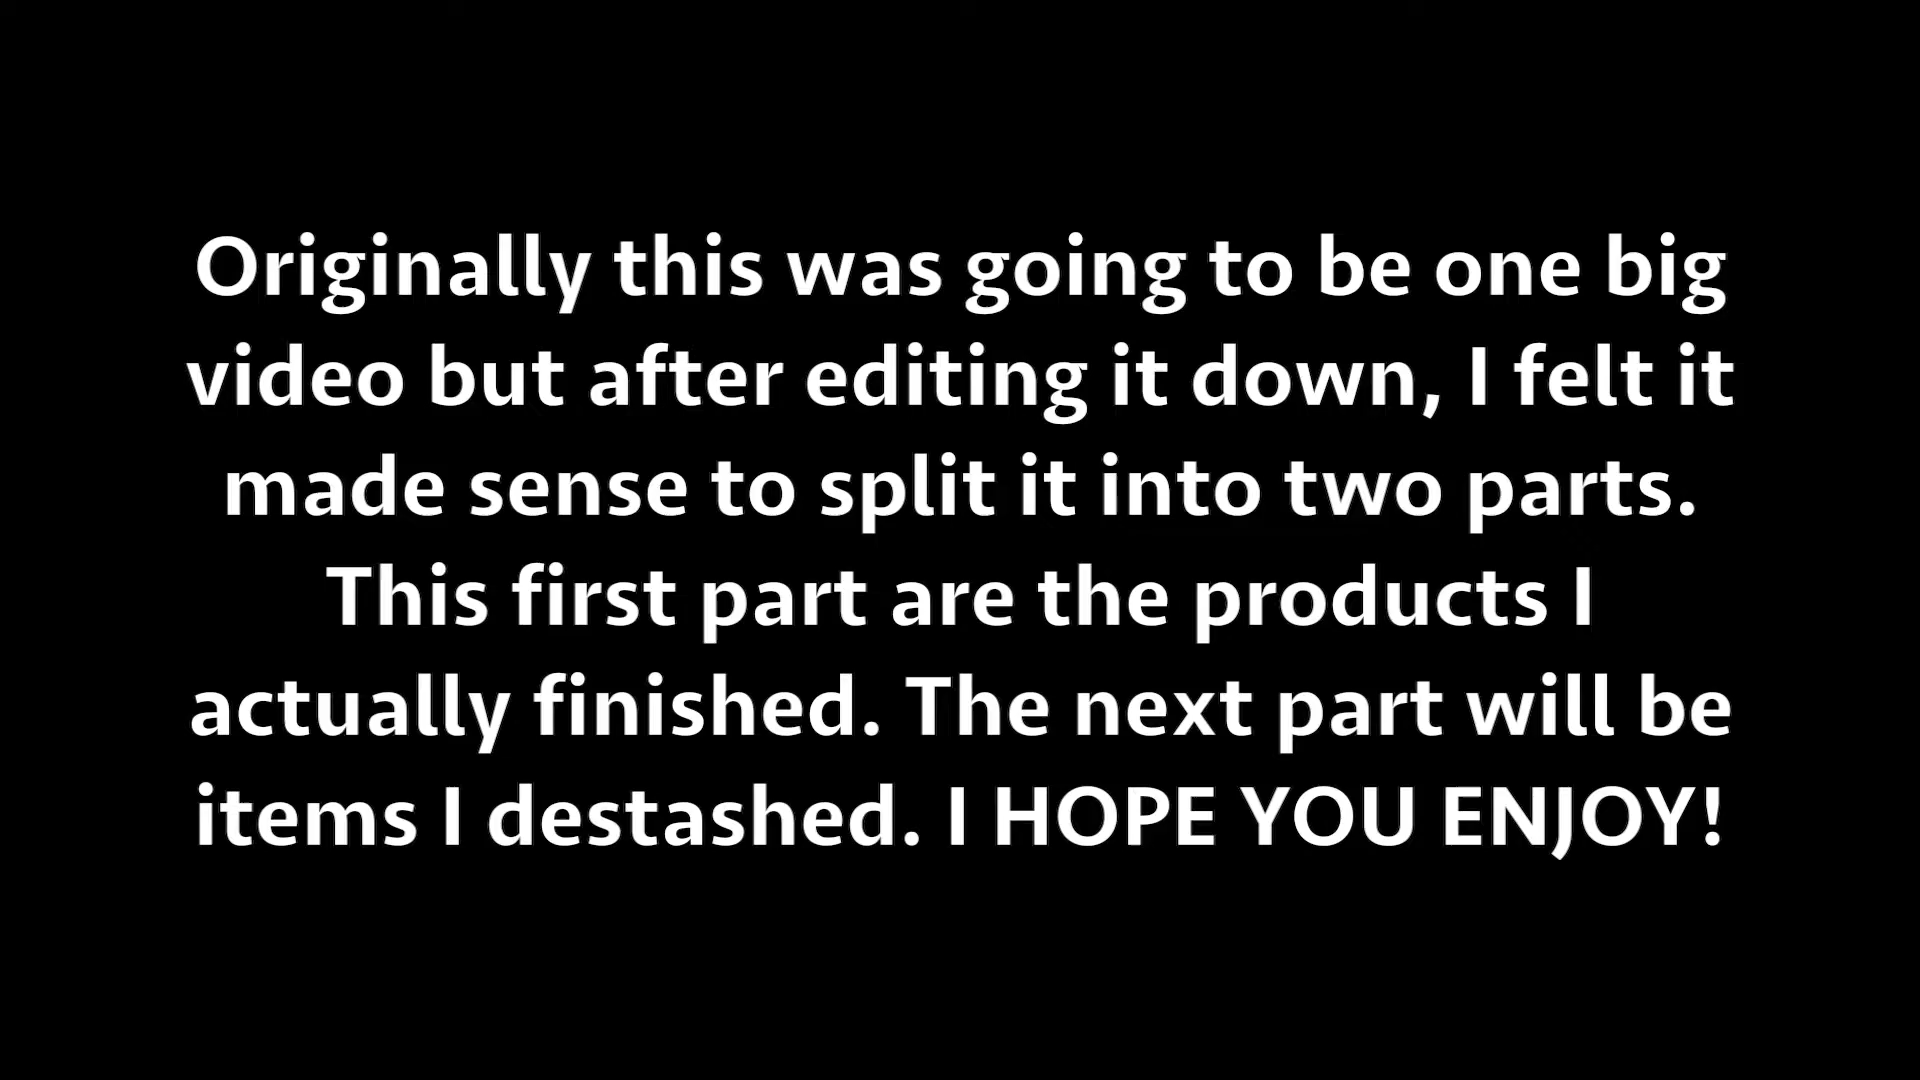 Originally this was going to be one big
video but after editing it down, I felt it
made sense to split it into two parts.
This first part are the products I
actually finished. The next part will be
items I destashed. I HOPE YOU ENJOY!